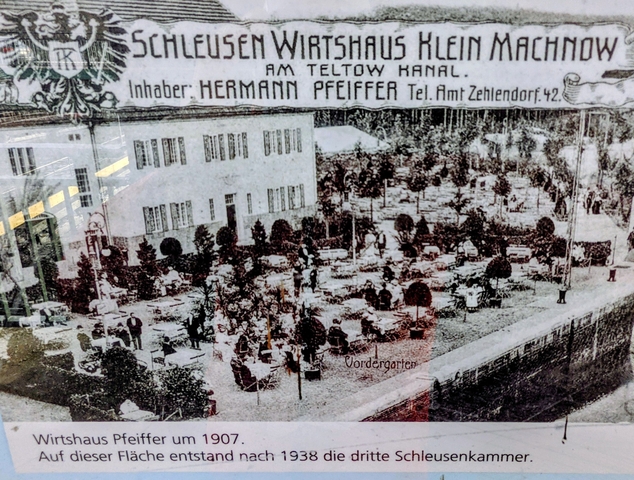 TK
SCHLEUSEN WIRTSHAUS KLEIN MACHNOW
AM TELTOW KANAL.
Inhaber: HERMANN PFEIFFER Tel. Amt Zehlendorf. 42.
Vordergarten
Wirtshaus Pfeiffer um 1907.
Auf dieser Fläche entstand nach 1938 die dritte Schleusenkammer.